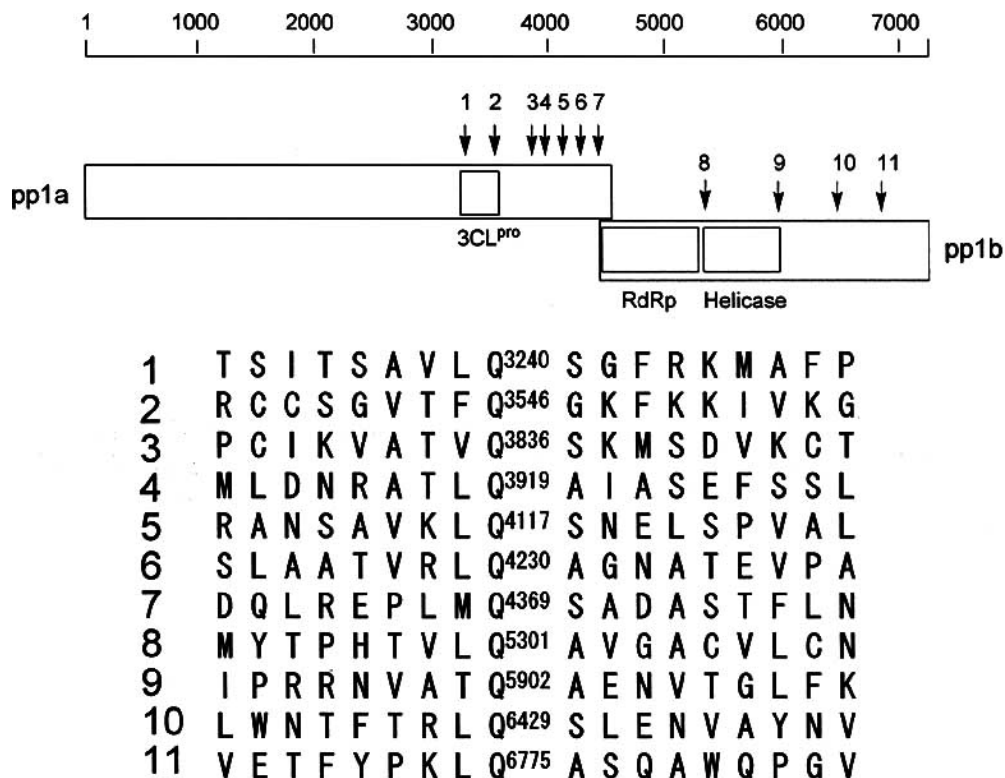 1 1000 2000 3000 4000 5000 6000 7000
1 2 3 4 5 6 7
8 9 10 11
pp1a
3CLpro
pp1b
RdRp Helicase
1 T S I T S A V L Q3240 S G F R K M A F P
2 R C C S G V T F Q3546 G K F K K I V K G
3 P C I K V A T V Q3836 S K M S D V K C T
4 M L D N R A T L Q3919 A I A S E F S S L
5 R A N S A V K L Q4117 S N E L S P V A L
6 S L A A T V R L Q4230 A G N A T E V P A
7 D Q L R E P L M Q4369 S A D A S T F L N
8 M Y T P H T V L Q5301 A V G A C V L C N
9 I P R R N V A T Q5902 A E N V T G L F K
10 L W N T F T R L Q6429 S L E N V A Y N V
11 V E T F Y P K L Q6775 A S Q A W Q P G V